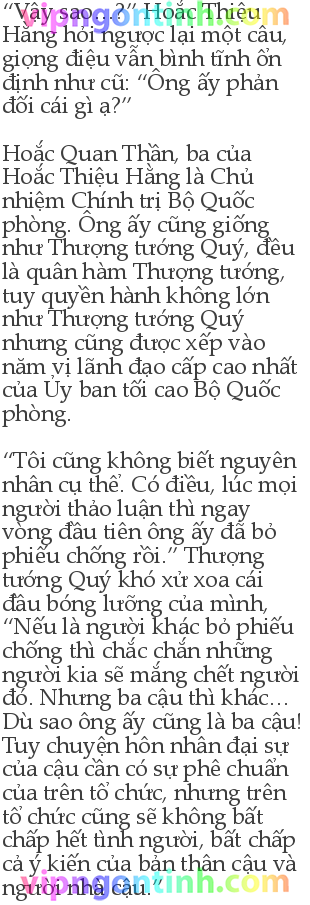 vipngontinh.com
“Vậy sao…?” Hoắc Thiệu
Hằng hỏi ngược lại một câu,
giọng điệu vẫn bình tĩnh ổn
định như cũ: “Ông ấy phản
đối cái gì ạ?”
Hoắc Quan Thần, ba của
Hoắc Thiệu Hằng là Chủ
nhiệm Chính trị Bộ Quốc
phòng. Ông ấy cũng giống
như Thượng tướng Quý, đều
là quân hàm Thượng tướng,
tuy quyền hành không lớn
như Thượng tướng Quý
nhưng cũng được xếp vào
năm vị lãnh đạo cấp cao nhất
của Ủy ban tối cao Bộ Quốc
phòng.
“Tôi cũng không biết nguyên
nhân cụ thể. Có điều, lúc mọi
người thảo luận thì ngay
vòng đầu tiên ông ấy đã bỏ
phiếu chống rồi.” Thượng
tướng Quý khó xử xoa cái
đầu bóng lưỡng của mình,
“Nếu là người khác bỏ phiếu
chống thì chắc chắn những
người kia sẽ mắng chết người
đó. Nhưng ba cậu thì khác…
Dù sao ông ấy cũng là ba cậu!
Tuy chuyện hôn nhân đại sự
của cậu cần có sự phê chuẩn
của trên tổ chức, nhưng trên
tổ chức cũng sẽ không bất
chấp hết tình người, bất chấp
cả ý kiến của bản thân cậu và
người nhà cậu.”
vipngontinh.com